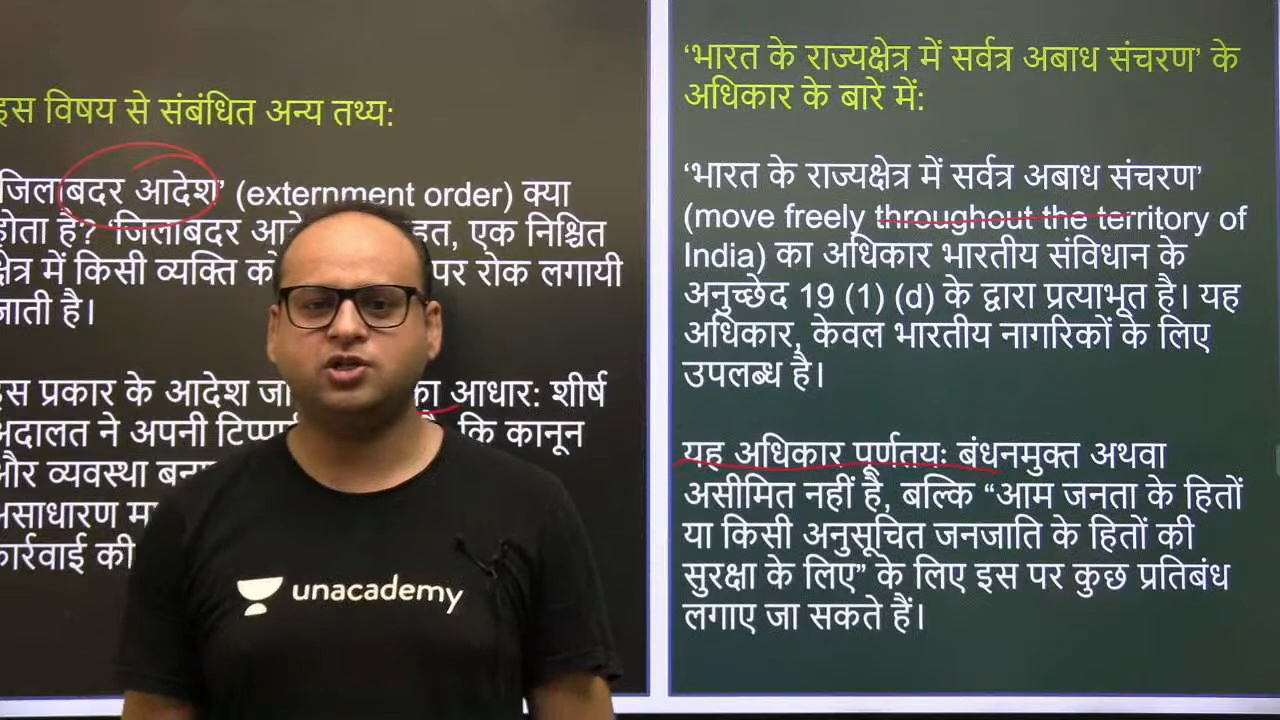 इस विषय से संबंधित अन्य तथ्य:
जिलाबदर आदेश’ (externment order) क्या
होता है? ‘जिलाबदर
एक निश्चित
क्षेत्र में किसी व्यक्ति
पर रोक लगायी
जाती है।
इस प्रकार के आदेश
आधार: शीर्ष
अदालत ने अपनी
कि कानून
और व्यवस्था
कार्रवाई की
‘भारत के राज्यक्षेत्र में सर्वत्र अबाध संचरण’ के
अधिकार के बारे में:
‘भारत के राज्यक्षेत्र में सर्वत्र अबाध संचरण’
(move freely throughout the territory of
India) का अधिकार भारतीय संविधान के
अनुच्छेद 19 (1) (d) के द्वारा प्रत्याभूत है। यह
अधिकार, केवल भारतीय नागरिकों के लिए
उपलब्ध है।
यह अधिकार पूर्णतयः बंधनमुक्त अथवा
असीमित नहीं है, बल्कि “आम जनता के हितों
या किसी अनुसूचित जनजाति के हितों की
सुरक्षा के लिए” के लिए इस पर कुछ प्रतिबंध
लगाए जा सकते हैं।
unacademy